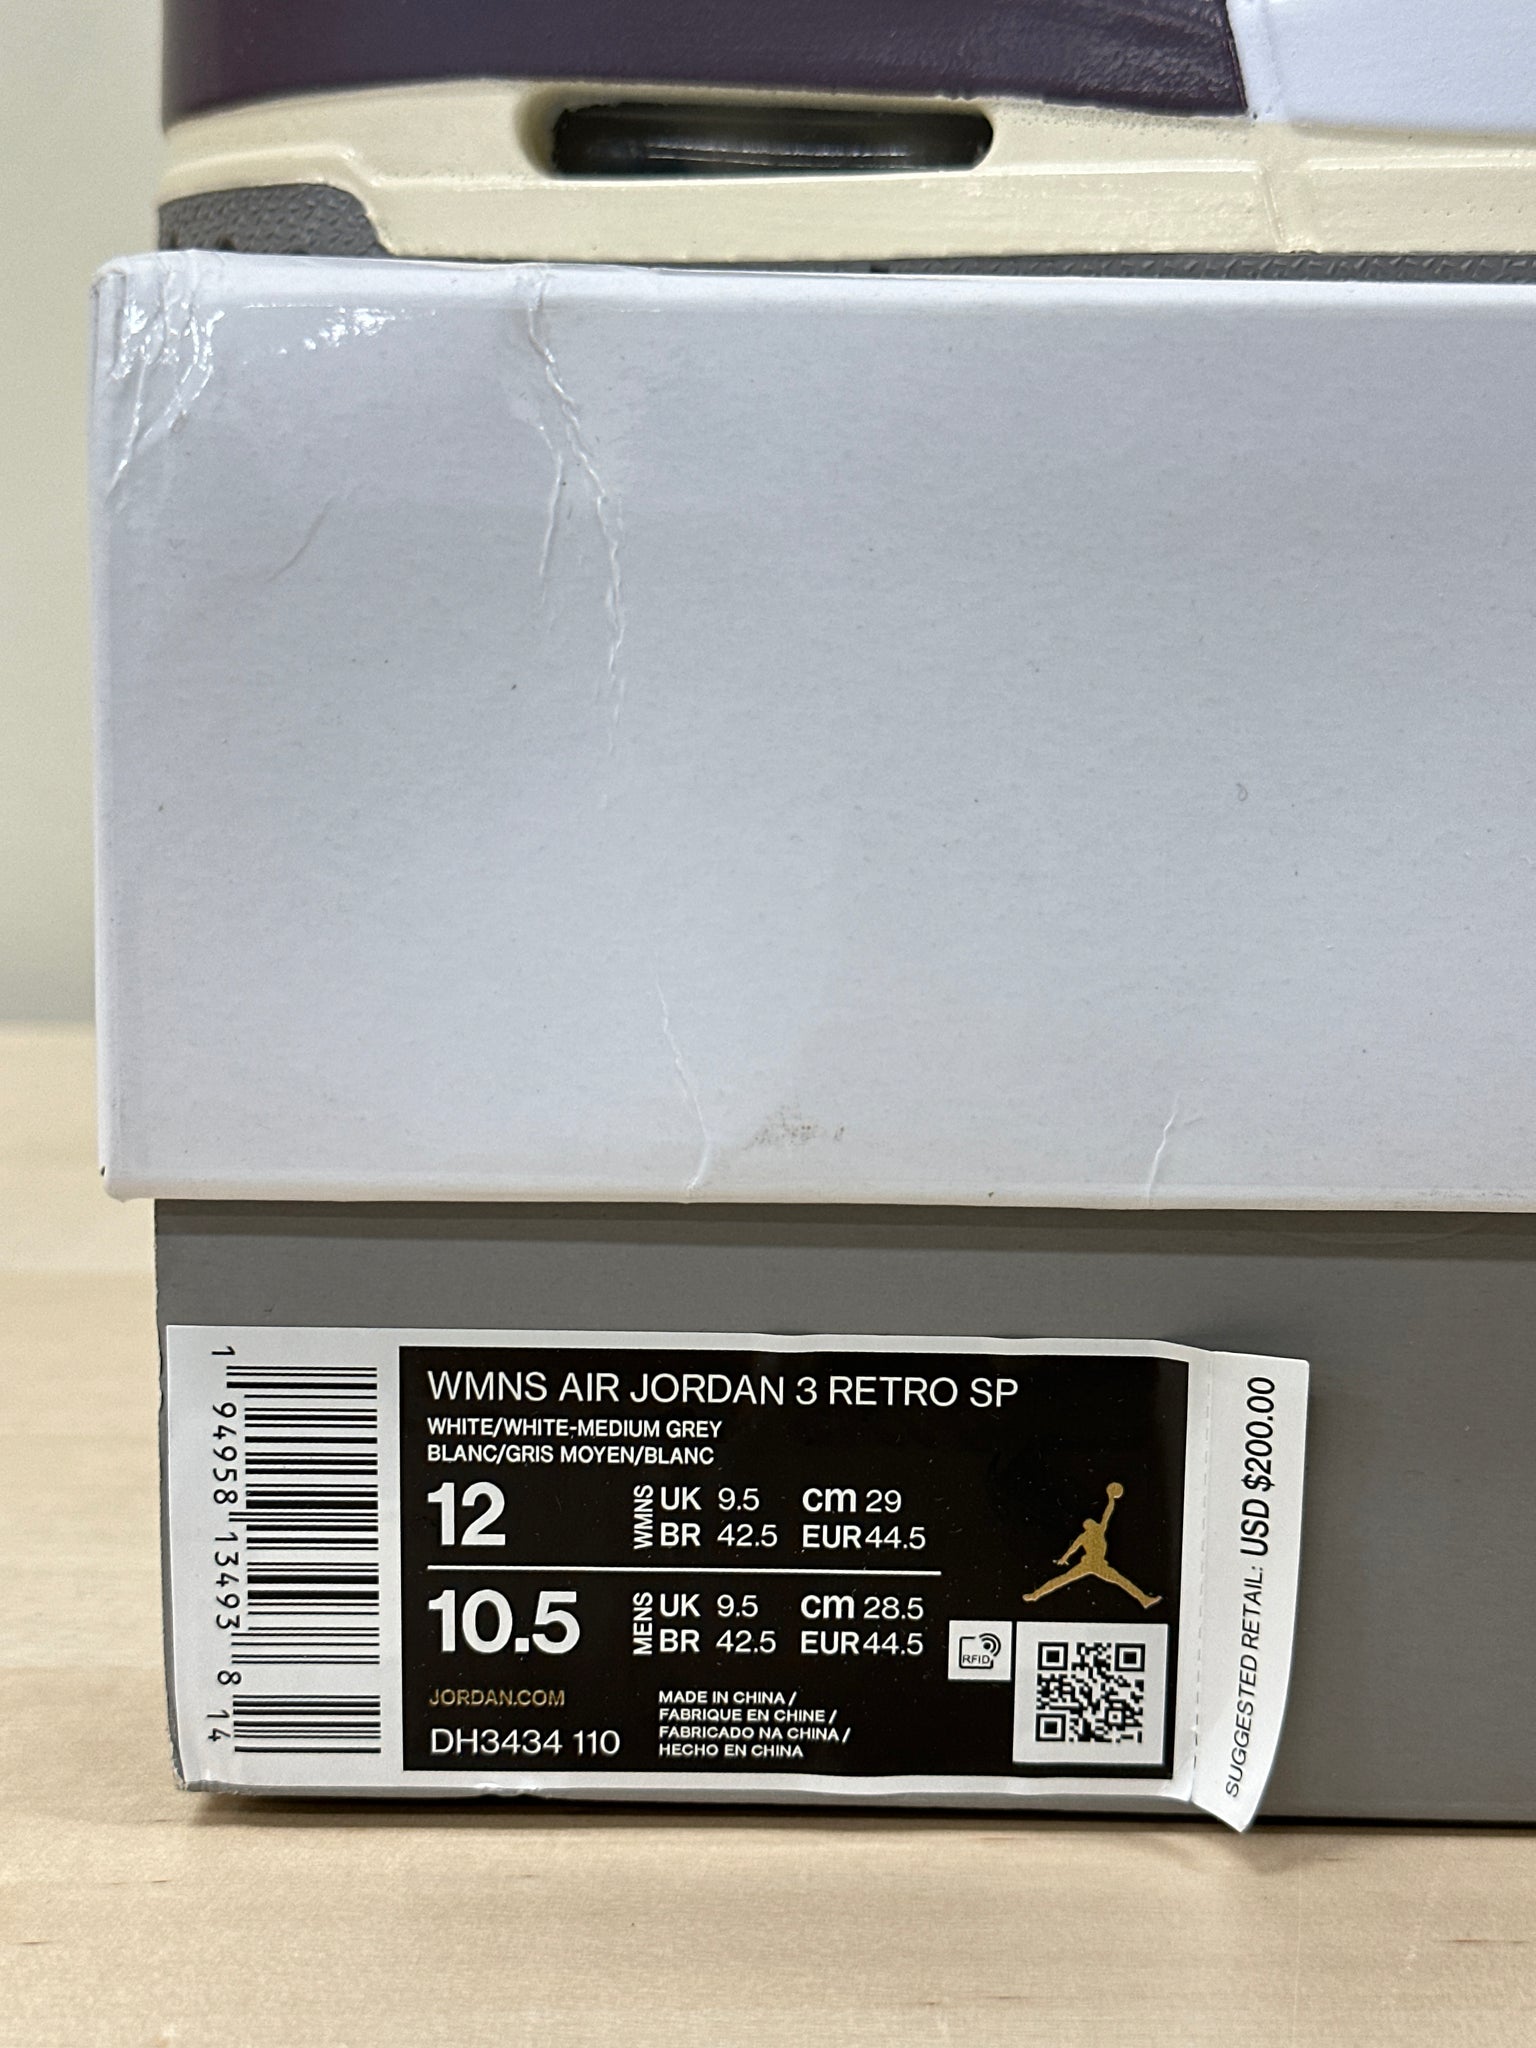 WMNS AIR JORDAN 3 RETRO SP
WHITE/WHITE-MEDIUM GREY
BLANC/GRIS MOYEN/BLANC
12
WMNS
UK 9.5 cm 29
BR 42.5 EUR 44.5
10.5
MENS
UK 9.5 cm 28.5
BR 42.5 EUR 44.5
RFID
JORDAN.COM
DH3434 110
MADE IN CHINA /
FABRIQUE EN CHINE /
FABRICADO NA CHINA /
HECHO EN CHINA
1 94958 13493 8 14
SUGGESTED RETAIL: USD $200.00